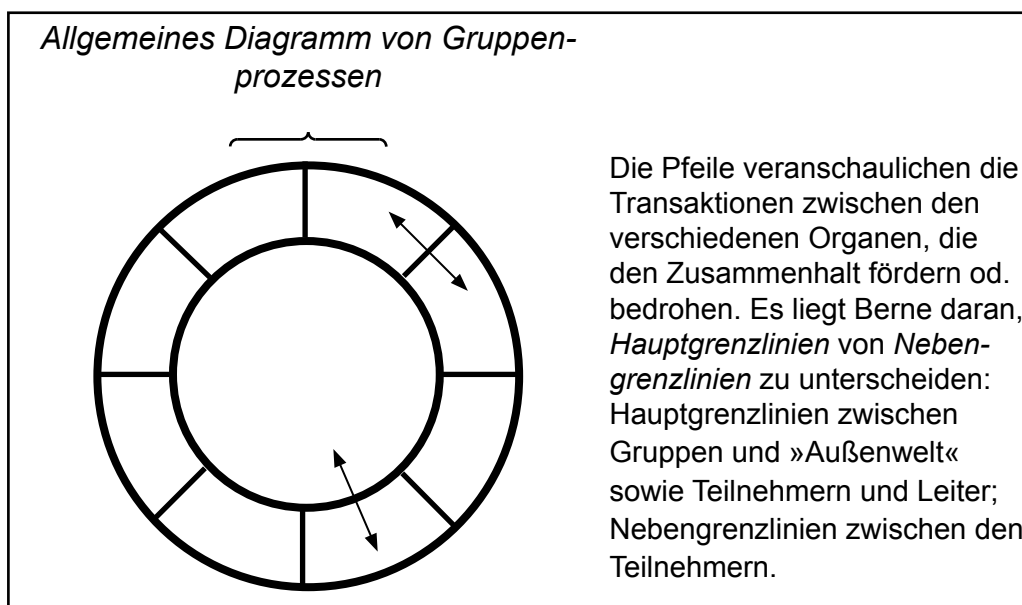 Allgemeines Diagramm von Gruppen-
prozessen
Die Pfeile veranschaulichen die
Transaktionen zwischen den
verschiedenen Organen, die
den Zusammenhalt fördern od.
bedrohen. Es liegt Berne daran,
Hauptgrenzlinien von Neben-
grenzlinien zu unterscheiden:
Hauptgrenzlinien zwischen
Gruppen und »Außenwelt«
sowie Teilnehmern und Leiter;
Nebengrenzlinien zwischen den
Teilnehmern.